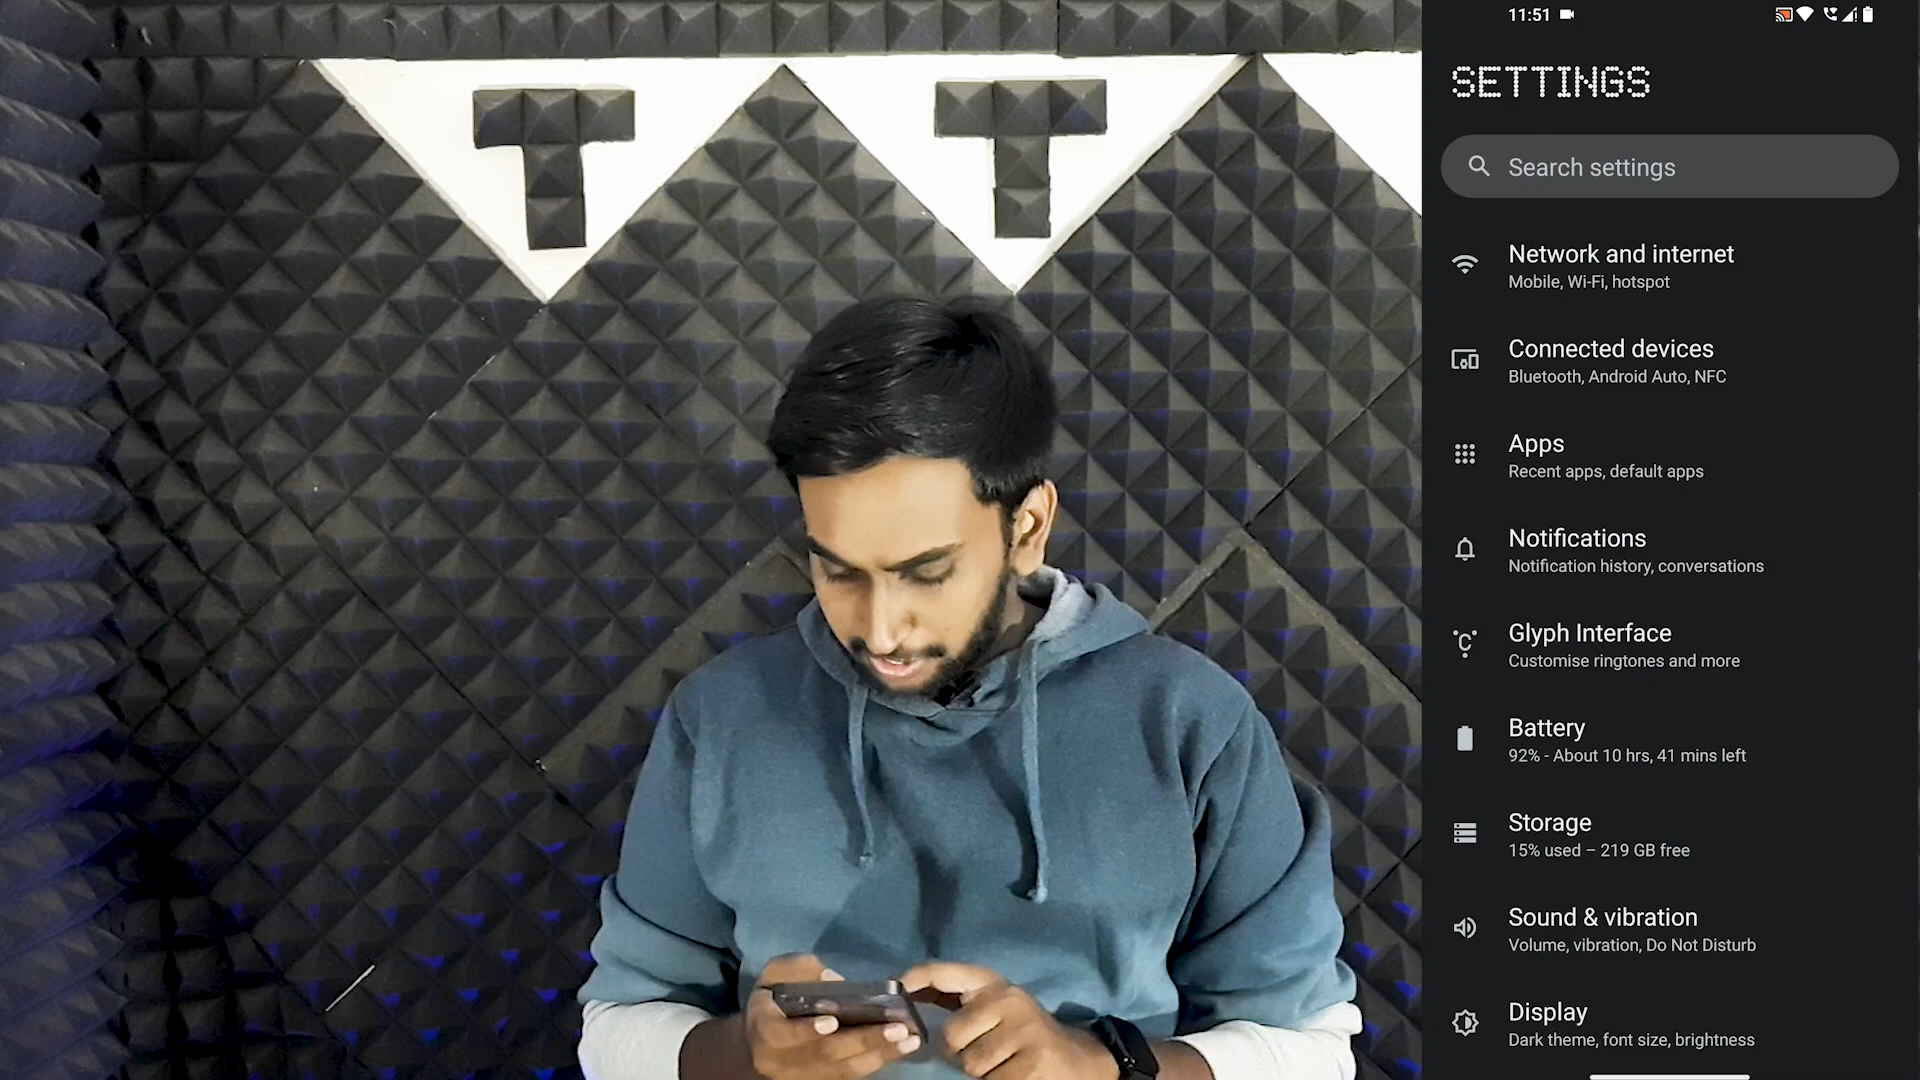 T T
11:51
SETTINGS
Search settings
Network and internet
Mobile, Wi-Fi, hotspot
Connected devices
Bluetooth, Android Auto, NFC
Apps
Recent apps, default apps
Notifications
Notification history, conversations
Glyph Interface
Customise ringtones and more
Battery
92% - About 10 hrs, 41 mins left
Storage
15% used – 219 GB free
Sound & vibration
Volume, vibration, Do Not Disturb
Display
Dark theme, font size, brightness